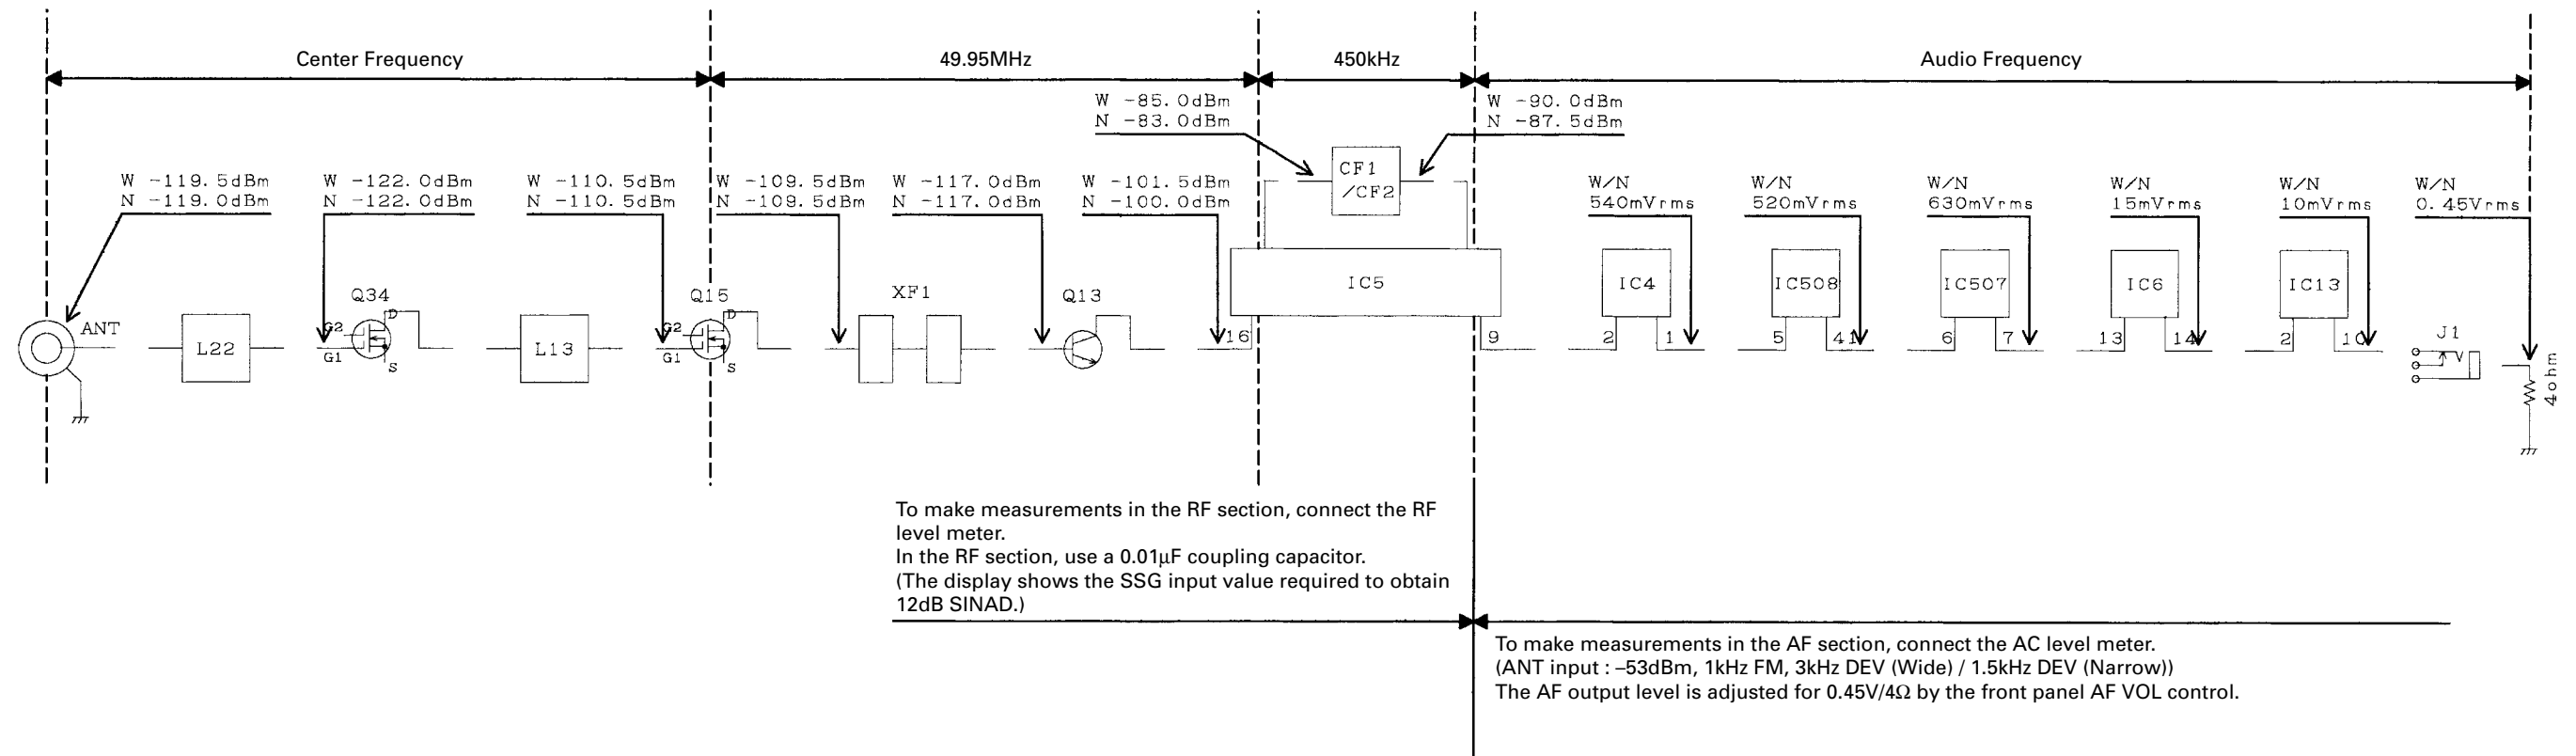 Center Frequency
49.95MHz
450kHz
Audio Frequency
W -85.0dBm
N -83.0dBm
W -90.0dBm
N -87.5dBm
CF1
/CF2
W -119.5dBm
N -119.0dBm
W -122.0dBm
N -122.0dBm
W -110.5dBm
N -110.5dBm
W -109.5dBm
N -109.5dBm
W -117.0dBm
N -117.0dBm
W -101.5dBm
N -100.0dBm
W/N
540mVrms
W/N
520mVrms
W/N
630mVrms
W/N
15mVrms
W/N
10mVrms
W/N
0.45Vrms
ANT
L22
Q34
G2
G1
D
S
L13
Q15
G2
G1
D
S
XF1
Q13
16
IC5
9
IC4
2
1
IC508
5
41
IC507
6
7
IC6
13
14
IC13
2
10
J1
4ohm
To make measurements in the RF section, connect the RF
level meter.
In the RF section, use a 0.01µF coupling capacitor.
(The display shows the SSG input value required to obtain
12dB SINAD.)
To make measurements in the AF section, connect the AC level meter.
(ANT input : –53dBm, 1kHz FM, 3kHz DEV (Wide) / 1.5kHz DEV (Narrow))
The AF output level is adjusted for 0.45V/4Ω by the front panel AF VOL control.